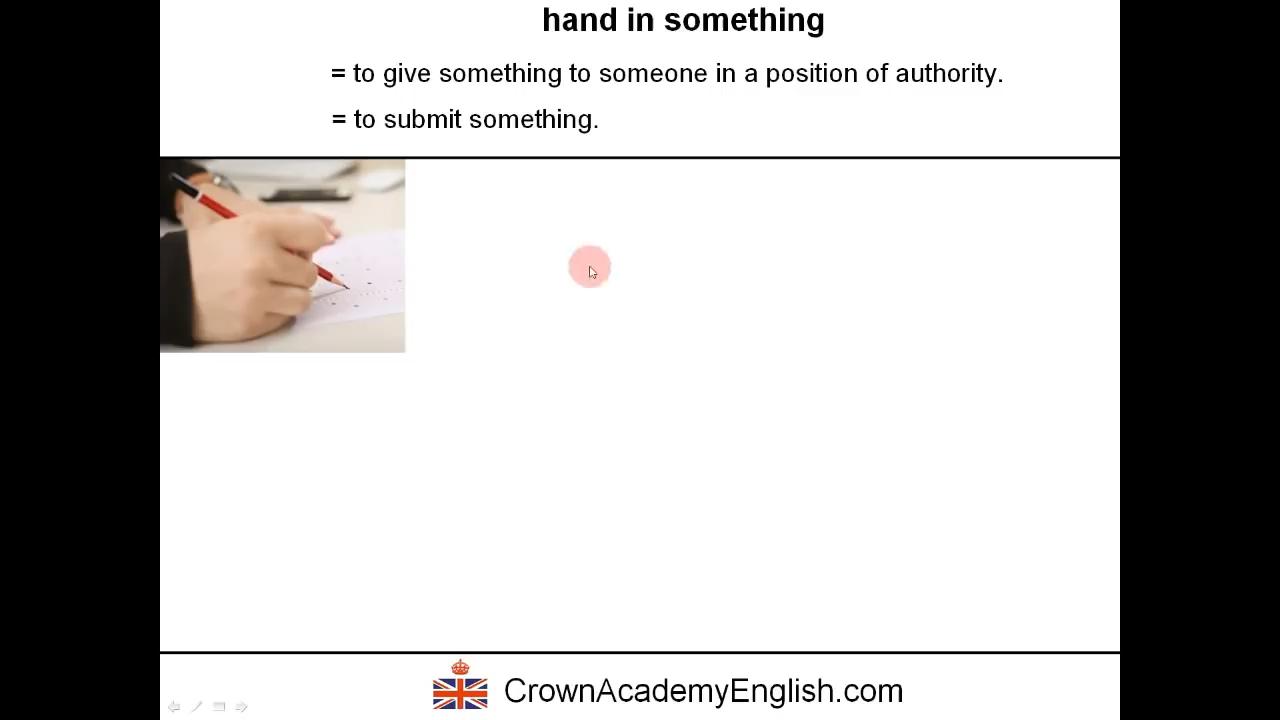 hand in something
= to give something to someone in a position of authority.
= to submit something.
CrownAcademyEnglish.com